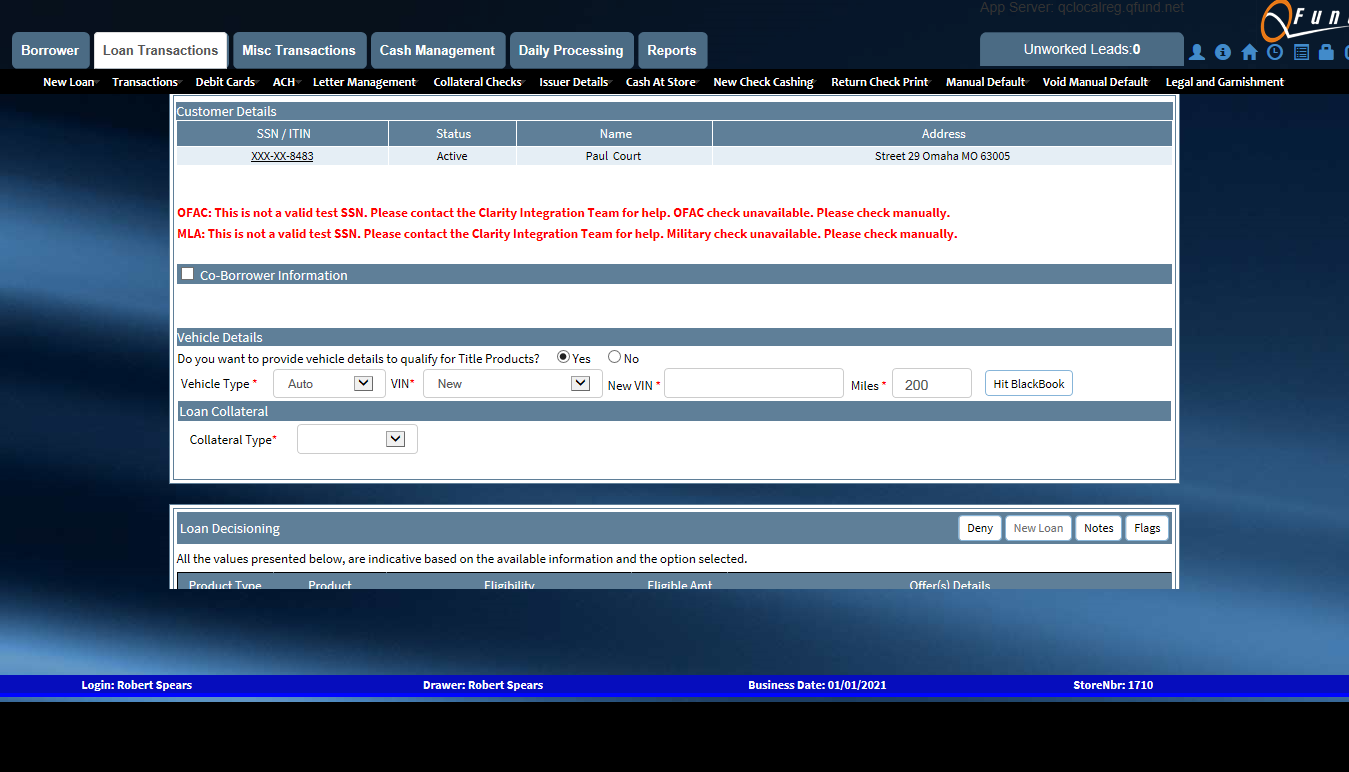 App Server: qclocalreg.qfund.net
QFun
Borrower Loan Transactions Misc Transactions Cash Management Daily Processing Reports Unworked Leads:0
New Loan Transactions Debit Cards ACH Letter Management Collateral Checks Issuer Details Cash At Store New Check Cashing Return Check Print Manual Default Void Manual Default Legal and Garnishment
Customer Details
SSN / ITIN Status Name Address
XXX-XX-8483 Active Paul Court Street 29 Omaha MO 63005
OFAC: This is not a valid test SSN. Please contact the Clarity Integration Team for help. OFAC check unavailable. Please check manually.
MLA: This is not a valid test SSN. Please contact the Clarity Integration Team for help. Military check unavailable. Please check manually.
Co-Borrower Information
Vehicle Details
Do you want to provide vehicle details to qualify for Title Products? Yes No
Vehicle Type * Auto VIN* New New VIN * Miles * 200 Hit BlackBook
Loan Collateral
Collateral Type*
Loan Decisioning Deny New Loan Notes Flags
All the values presented below, are indicative based on the available information and the option selected.
Product Type Product Eligibility Eligible Amt Offer(s) Details
Login: Robert Spears Drawer: Robert Spears Business Date: 01/01/2021 StoreNbr: 1710